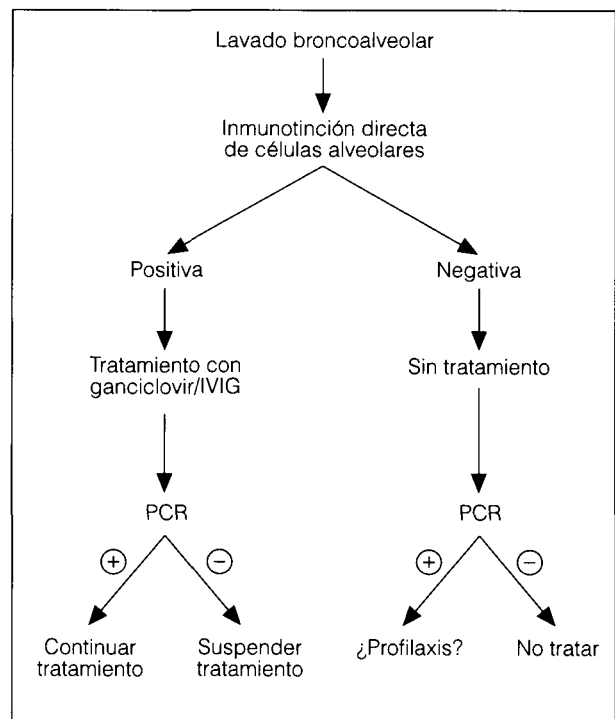 Lavado broncoalveolar
Inmunotinción directa
de células alveolares
Positiva
Negativa
Tratamiento con
ganciclovir/IVIG
Sin tratamiento
PCR
PCR
+
−
+
−
Continuar
tratamiento
Suspender
tratamiento
¿Profilaxis?
No tratar